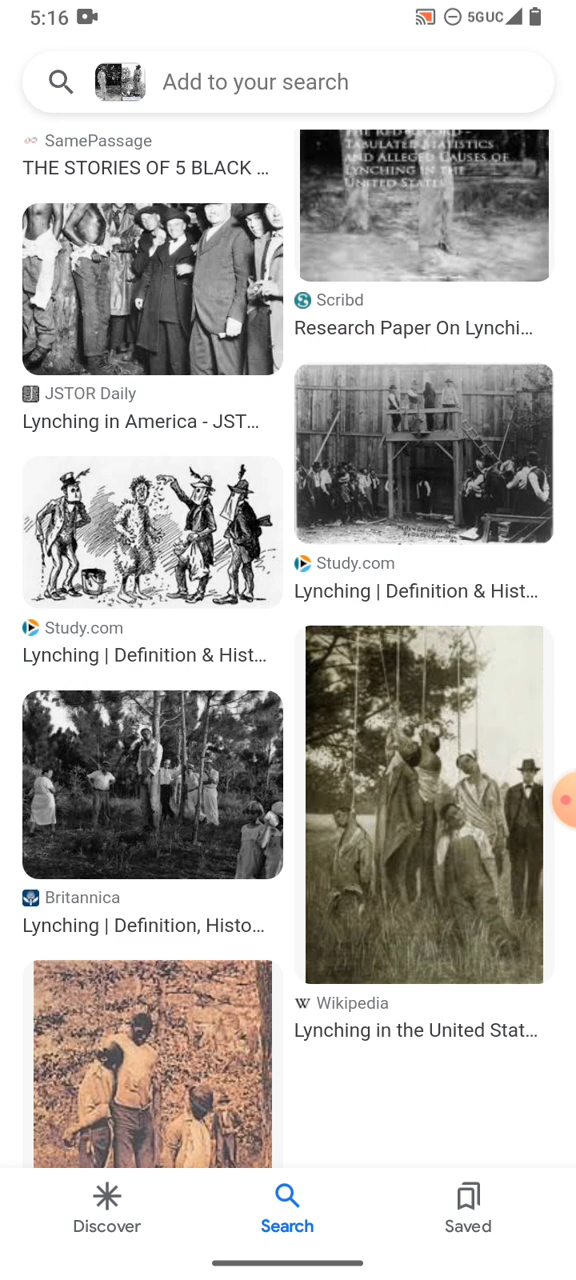 5:16
5GUC
Add to your search
SamePassage
THE STORIES OF 5 BLACK ...
THE RED RECORD -
TABULATED STATISTICS
AND ALLEGED CAUSES OF
LYNCHING IN THE
UNITED STATES
Scribd
Research Paper On Lynchi...
JSTOR Daily
Lynching in America - JST...
Study.com
Lynching | Definition & Hist...
Study.com
Lynching | Definition & Hist...
Britannica
Lynching | Definition, Histo...
W Wikipedia
Lynching in the United Stat...
Discover
Search
Saved